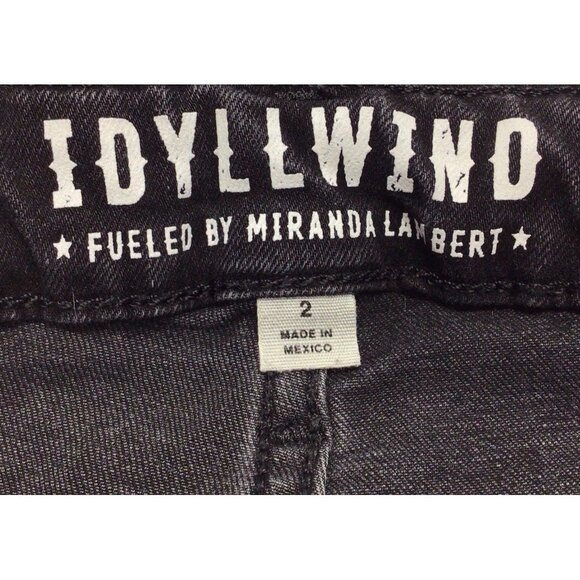 IDYLLWIND
★ FUELED BY MIRANDA LAMBERT ★
2
MADE IN
MEXICO